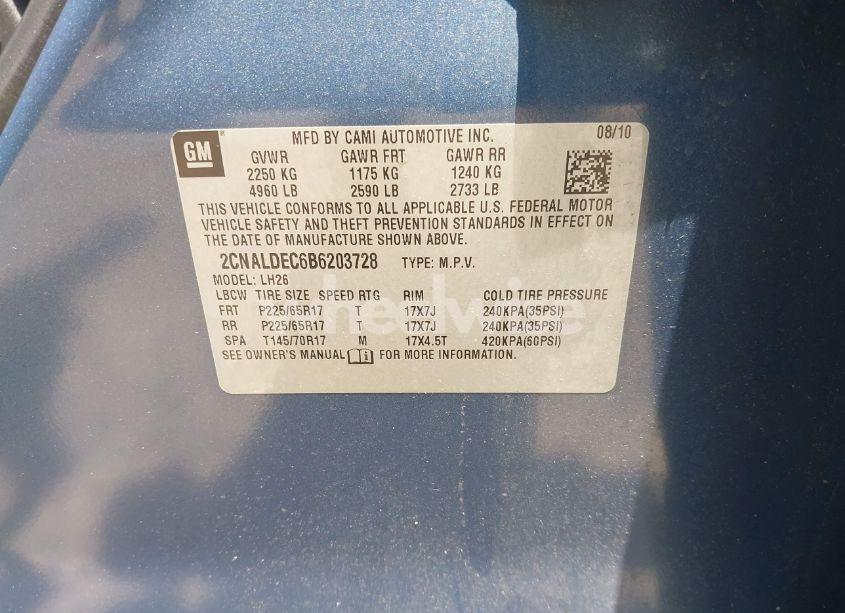 GM
MFD BY CAMI AUTOMOTIVE INC. 08/10
GVWR GAWR FRT GAWR RR
2250 KG 1175 KG 1240 KG
4960 LB 2590 LB 2733 LB
THIS VEHICLE CONFORMS TO ALL APPLICABLE U.S. FEDERAL MOTOR
VEHICLE SAFETY AND THEFT PREVENTION STANDARDS IN EFFECT ON
THE DATE OF MANUFACTURE SHOWN ABOVE.
2CNALDEC6B6203728 TYPE: M.P.V.
MODEL: LH26
LBCW TIRE SIZE SPEED RTG RIM COLD TIRE PRESSURE
FRT P225/65R17 T 17X7J 240KPA(35PSI)
RR P225/65R17 T 17X7J 240KPA(35PSI)
SPA T145/70R17 M 17X4.5T 420KPA(60PSI)
SEE OWNER'S MANUAL FOR MORE INFORMATION.